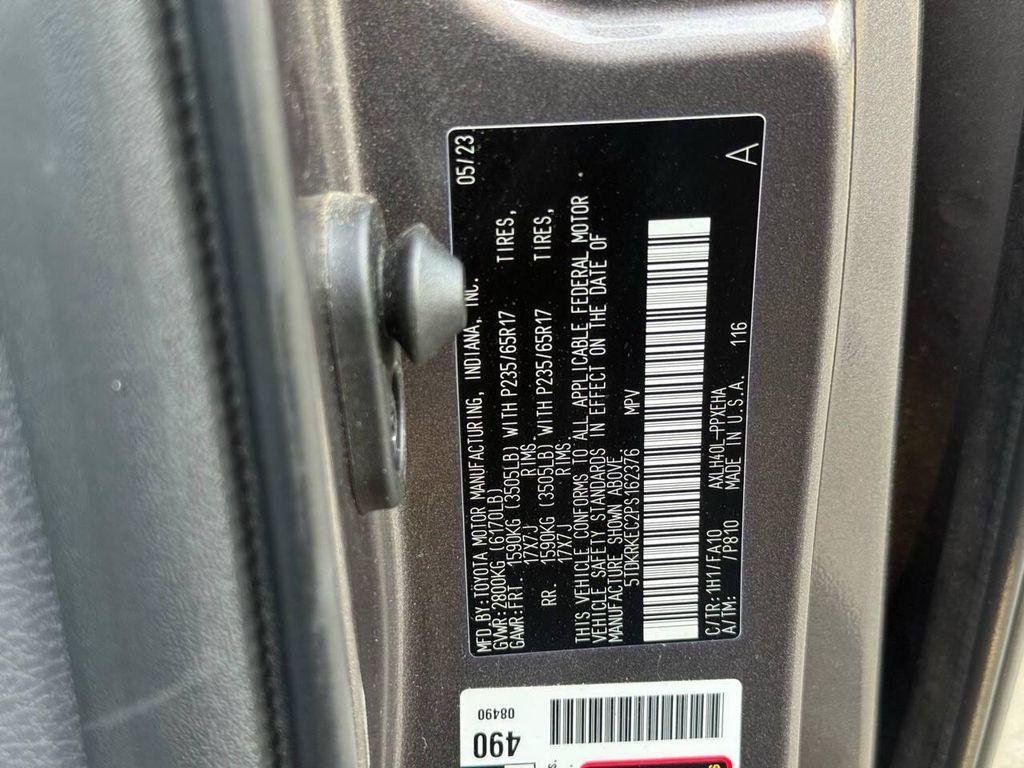 MFD.BY:TOYOTA MOTOR MANUFACTURING, INDIANA, INC. 05/23
GVWR:2800KG(6170LB)
GAWR:FRT 1590KG (3505LB) WITH P235/65R17 TIRES,
17X7J RIMS.
RR. 1590KG (3505LB) WITH P235/65R17 TIRES,
17X7J RIMS.
THIS VEHICLE CONFORMS TO ALL APPLICABLE FEDERAL MOTOR
VEHICLE SAFETY STANDARDS IN EFFECT ON THE DATE OF
MANUFACTURE SHOWN ABOVE.
5TDKRKEC2PS162376 MPV
C/TR:1H1/FA10 AXLH40L-PPXEHA 116
A/TM: /P810 MADE IN U.S.A. A
08490
490